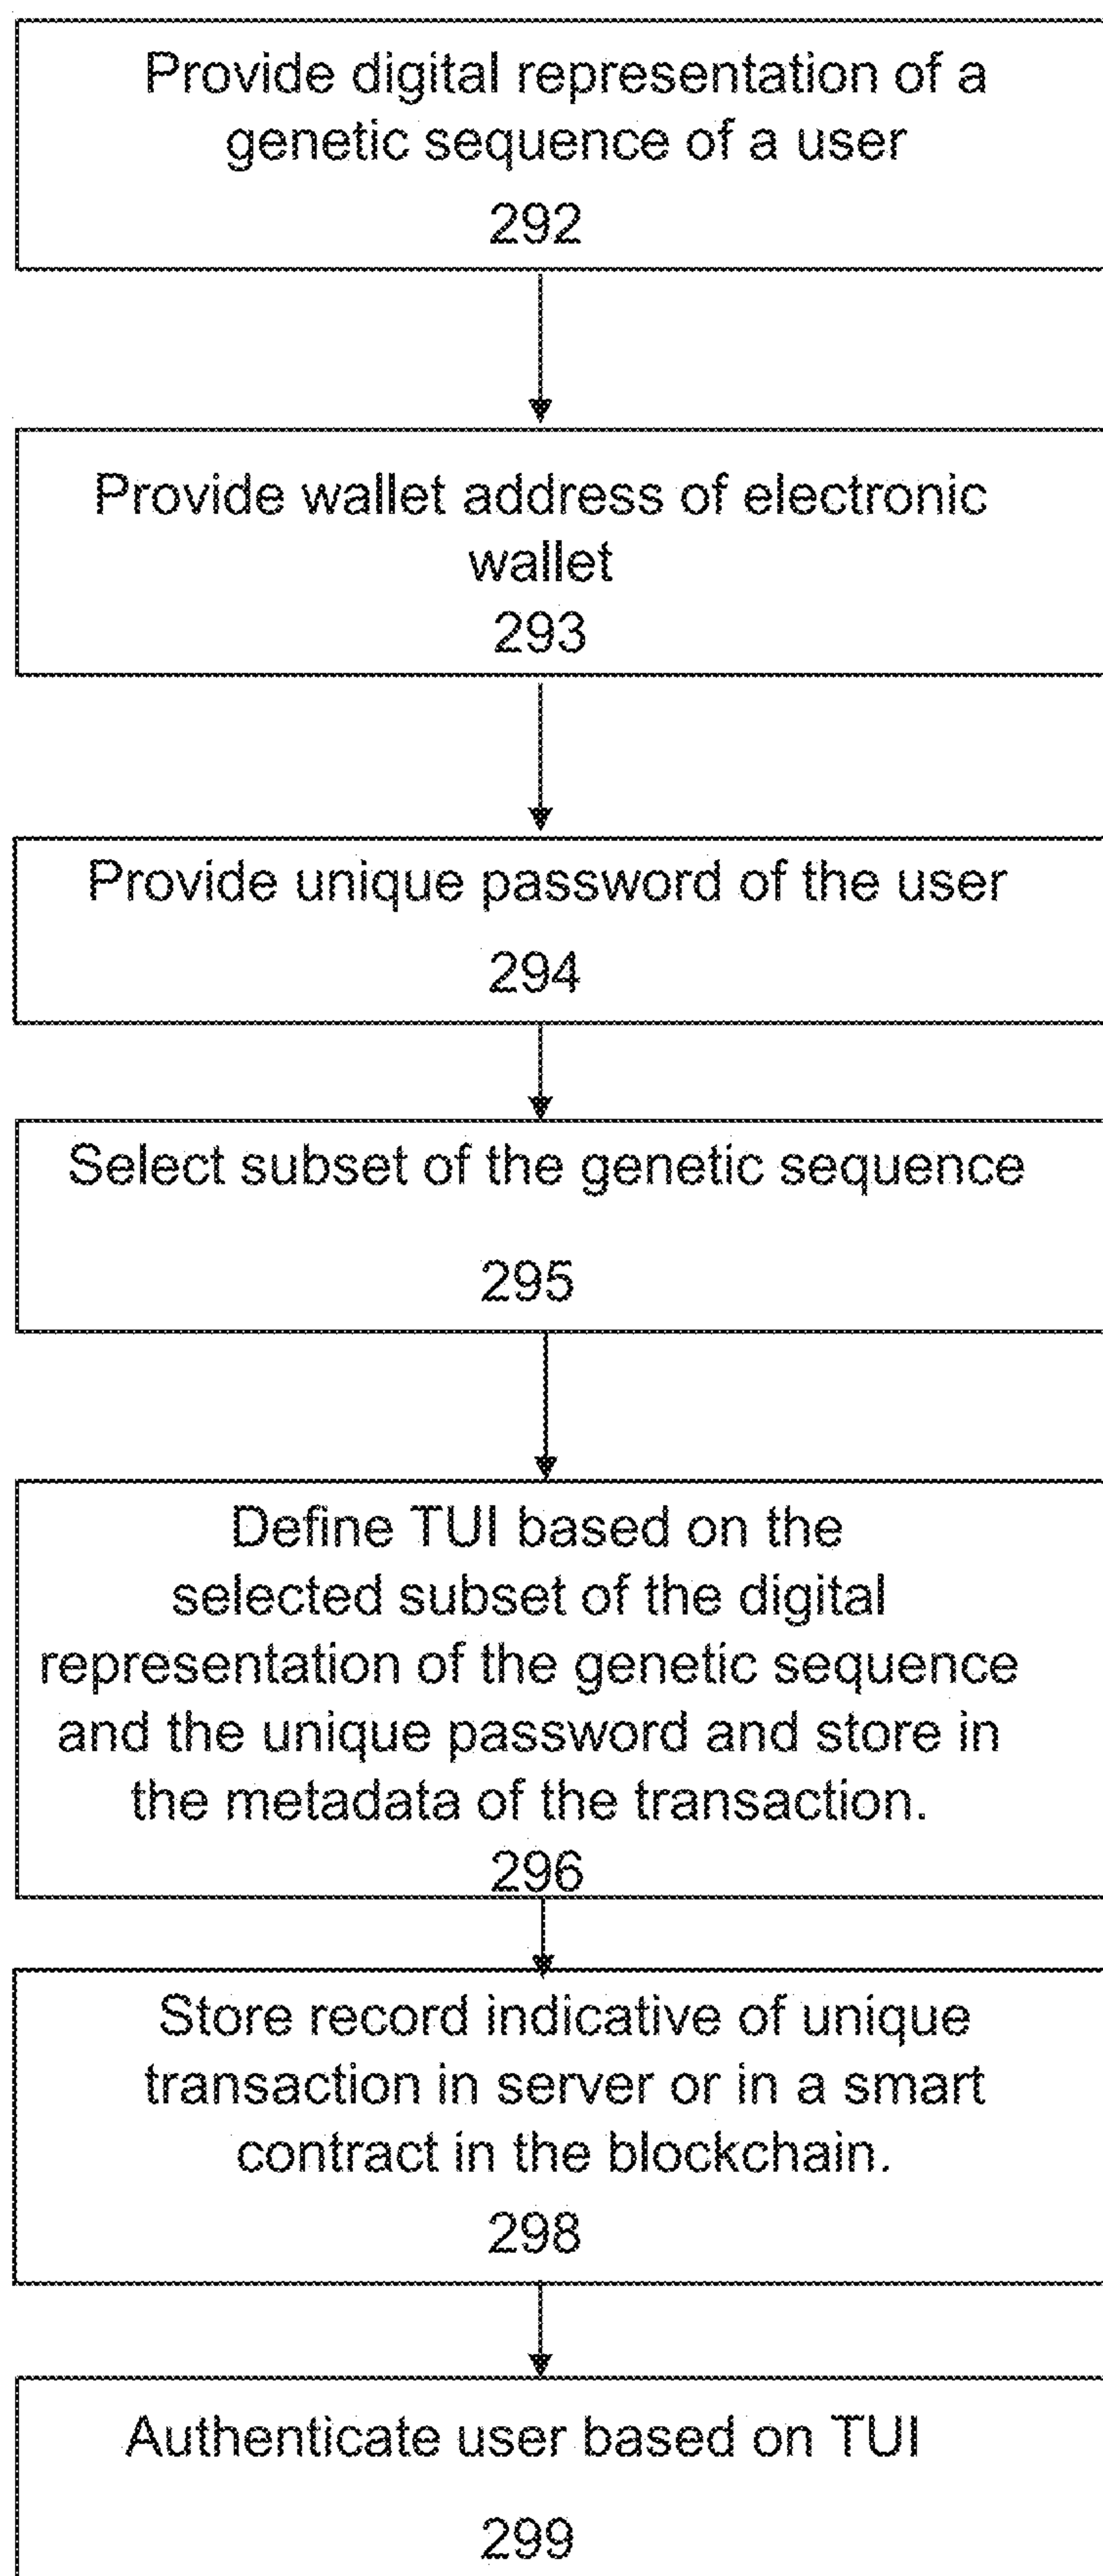 Provide digital representation of a
genetic sequence of a user
292
Provide wallet address of electronic
wallet
293
Provide unique password of the user
294
Select subset of the genetic sequence
295
Define TUI based on the
selected subset of the digital
representation of the genetic sequence
and the unique password and store in
the metadata of the transaction.
296
Store record indicative of unique
transaction in server or in a smart
contract in the blockchain.
298
Authenticate user based on TUI
299